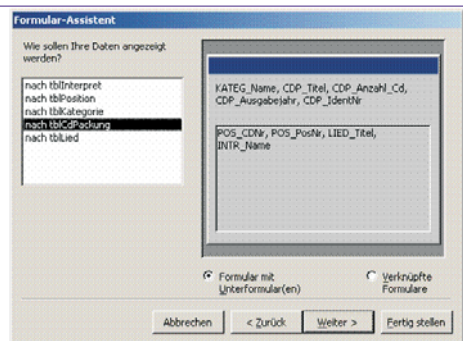 Formular-Assistent
Wie sollen Ihre Daten angezeigt
werden?
nach tblInterpret
nach tblPosition
nach tblKategorie
nach tblCdPackung
nach tblLied
KATEG_Name, CDP_Titel, CDP_Anzahl_Cd,
CDP_Ausgabejahr, CDP_IdentNr
POS_CDNr, POS_PosNr, LIED_Titel,
INTR_Name
Formular mit
Unterformular(en)
Verknüpfte
Formulare
Abbrechen
< Zurück
Weiter >
Fertig stellen